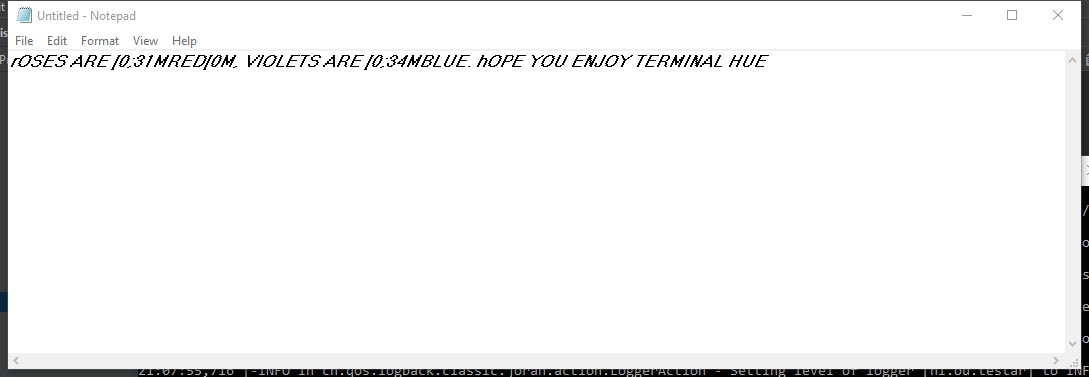 Untitled - Notepad
File Edit Format View Help
rOSES ARE [0;31MRED[0M, VIOLETS ARE [0;34MBLUE. hOPE YOU ENJOY TERMINAL HUE
21:07:55,716 |-INFO in ch.qos.logback.classic.joran.action.LoggerAction - Setting level of logger [nl.ou.testar] to INF